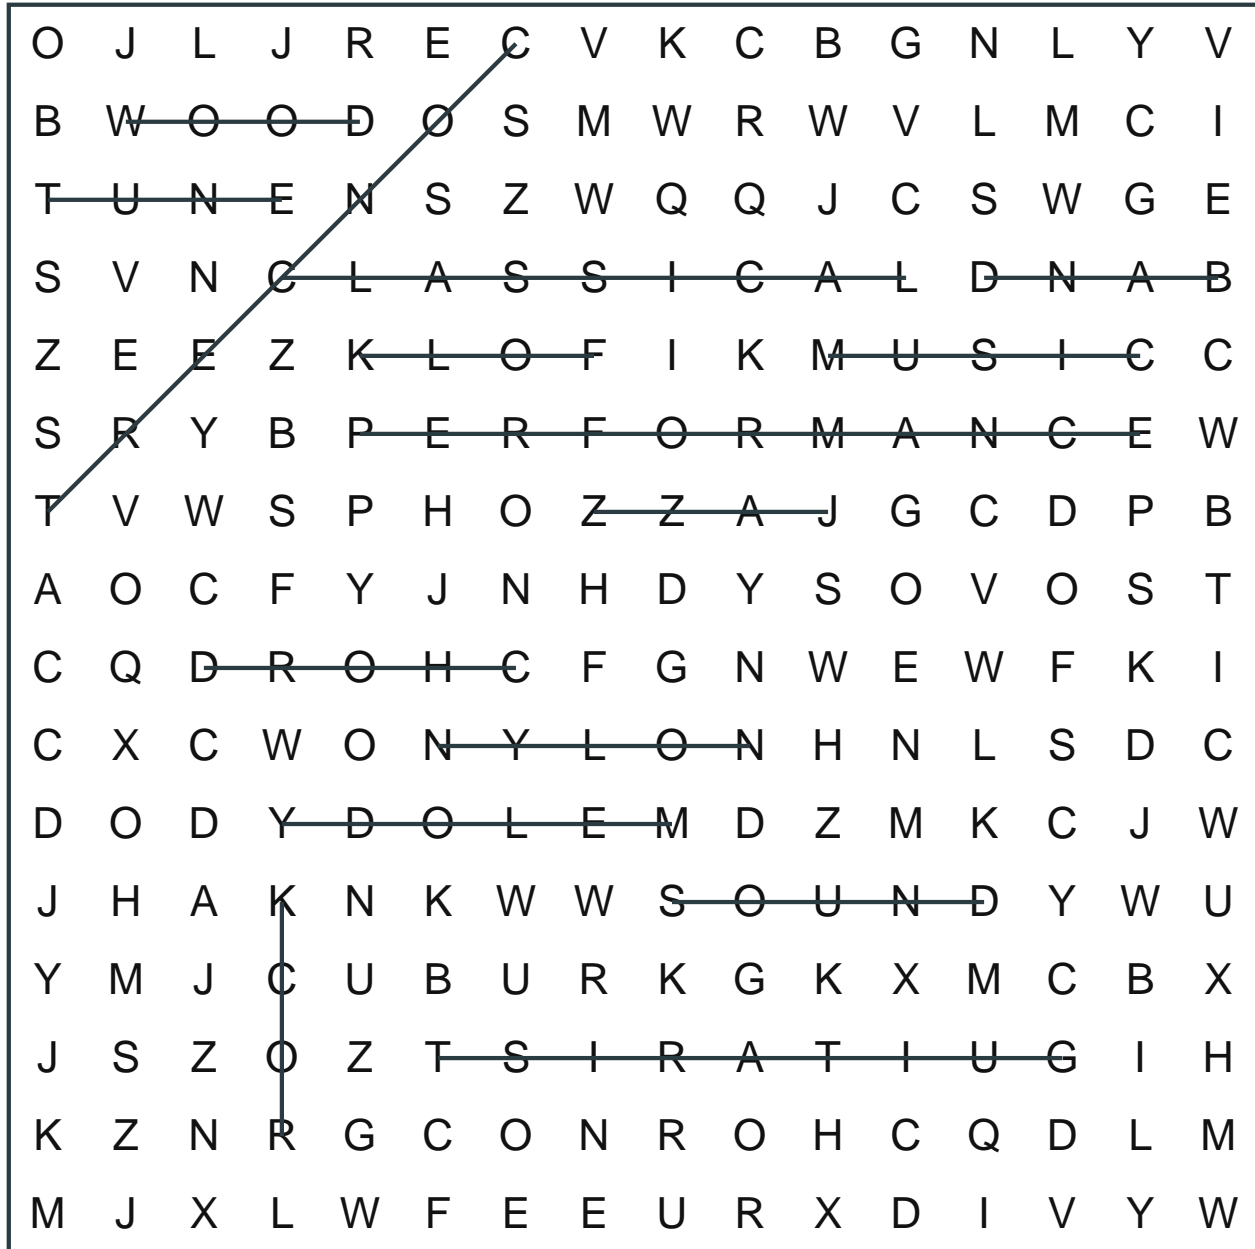 O J L J R E C V K C B G N L Y V
B W O O D O S M W R W V L M C I
T U N E N S Z W Q Q J C S W G E
S V N C L A S S I C A L D N A B
Z E E Z K L O F I K M U S I C C
S R Y B P E R F O R M A N C E W
T V W S P H O Z Z A J G C D P B
A O C F Y J N H D Y S O V O S T
C Q D R O H C F G N W E W F K I
C X C W O N Y L O N H N L S D C
D O D Y D O L E M D Z M K C J W
J H A K N K W W S O U N D Y W U
Y M J C U B U R K G K X M C B X
J S Z O Z T S I R A T I U G I H
K Z N R G C O N R O H C Q D L M
M J X L W F E E U R X D I V Y W